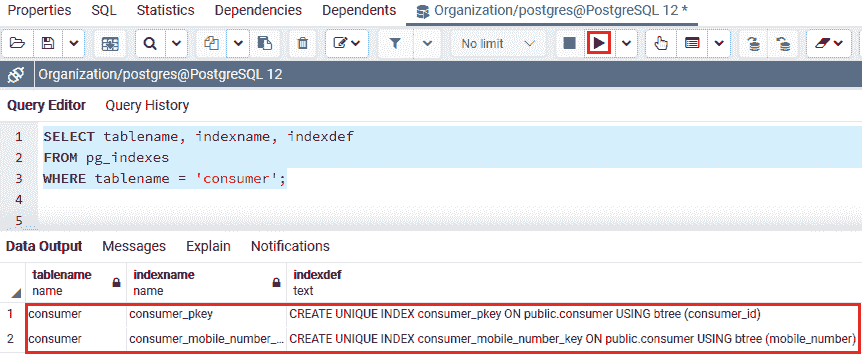 Properties SQL Statistics Dependencies Dependents Organization/postgres@PostgreSQL 12 *
No limit
Organization/postgres@PostgreSQL 12
Query Editor Query History
1 SELECT tablename, indexname, indexdef
2 FROM pg_indexes
3 WHERE tablename = 'consumer';
4
5
Data Output Messages Explain Notifications
tablename indexname indexdef
name name text
1 consumer consumer_pkey CREATE UNIQUE INDEX consumer_pkey ON public.consumer USING btree (consumer_id)
2 consumer consumer_mobile_number_... CREATE UNIQUE INDEX consumer_mobile_number_key ON public.consumer USING btree (mobile_number)